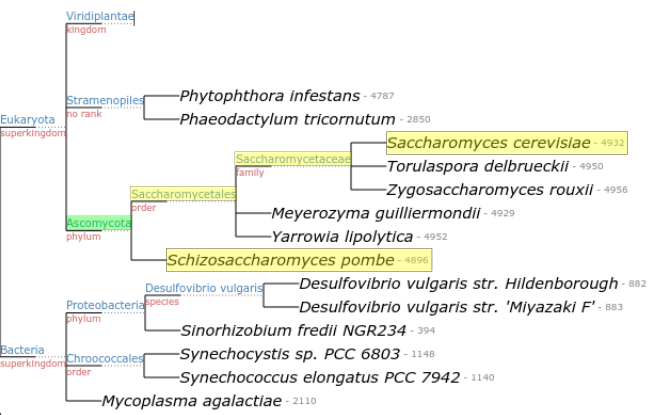 Viridiplantae
kingdom
Stramenopiles
no rank
Phytophthora infestans - 4787
Phaeodactylum tricornutum - 2850
Eukaryota
superkingdom
Saccharomyces cerevisiae - 4932
Saccharomycetaceae
family
Torulaspora delbrueckii - 4950
Zygosaccharomyces rouxii - 4956
Saccharomycetales
order
Meyerozyma guilliermondii - 4929
Ascomycota
phylum
Yarrowia lipolytica - 4952
Schizosaccharomyces pombe - 4896
Desulfovibrio vulgaris
species
Desulfovibrio vulgaris str. Hildenborough - 882
Desulfovibrio vulgaris str. 'Miyazaki F' - 883
Proteobacteria
phylum
Sinorhizobium fredii NGR234 - 394
Bacteria
superkingdom
Chroococcales
order
Synechocystis sp. PCC 6803 - 1148
Synechococcus elongatus PCC 7942 - 1140
Mycoplasma agalactiae - 2110